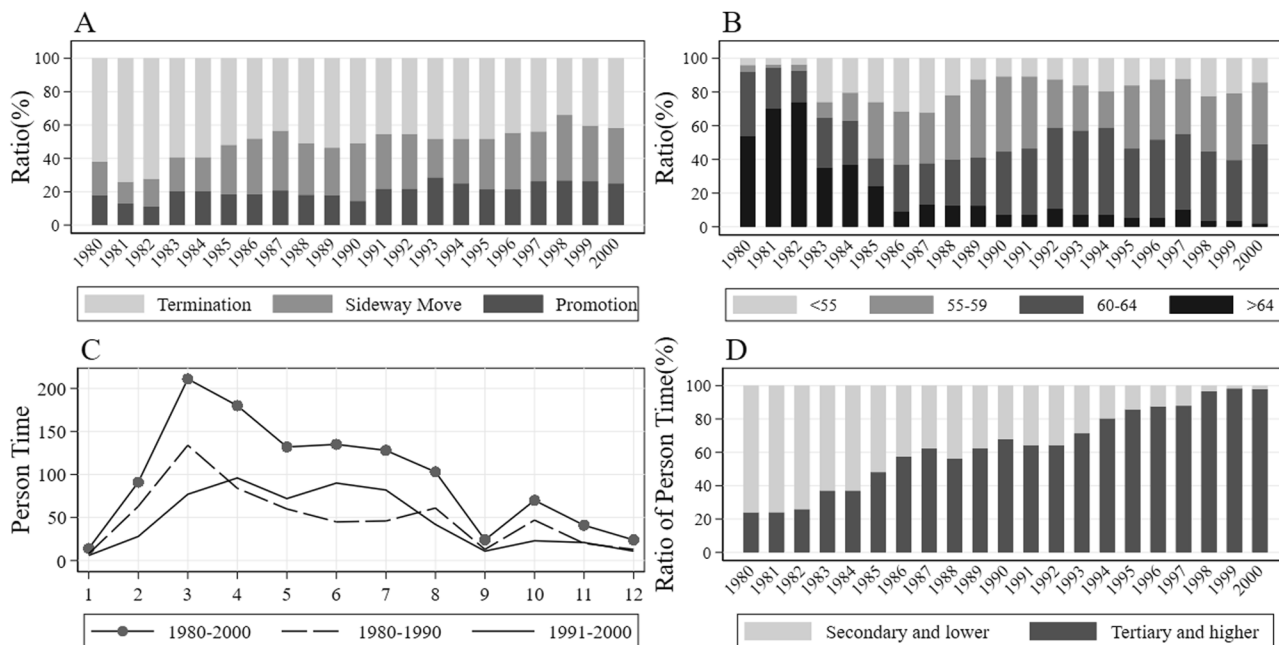 A
Ratio(%)
100
80
60
40
20
0
1980 1981 1982 1983 1984 1985 1986 1987 1988 1989 1990 1991 1992 1993 1994 1995 1996 1997 1998 1999 2000
Termination Sideway Move Promotion
B
Ratio(%)
100
80
60
40
20
0
1980 1981 1982 1983 1984 1985 1986 1987 1988 1989 1990 1991 1992 1993 1994 1995 1996 1997 1998 1999 2000
<55 55-59 60-64 >64
C
Person Time
200
150
100
50
0
1 2 3 4 5 6 7 8 9 10 11 12
1980-2000 1980-1990 1991-2000
D
Ratio of Person Time(%)
100
80
60
40
20
0
1980 1981 1982 1983 1984 1985 1986 1987 1988 1989 1990 1991 1992 1993 1994 1995 1996 1997 1998 1999 2000
Secondary and lower Tertiary and higher